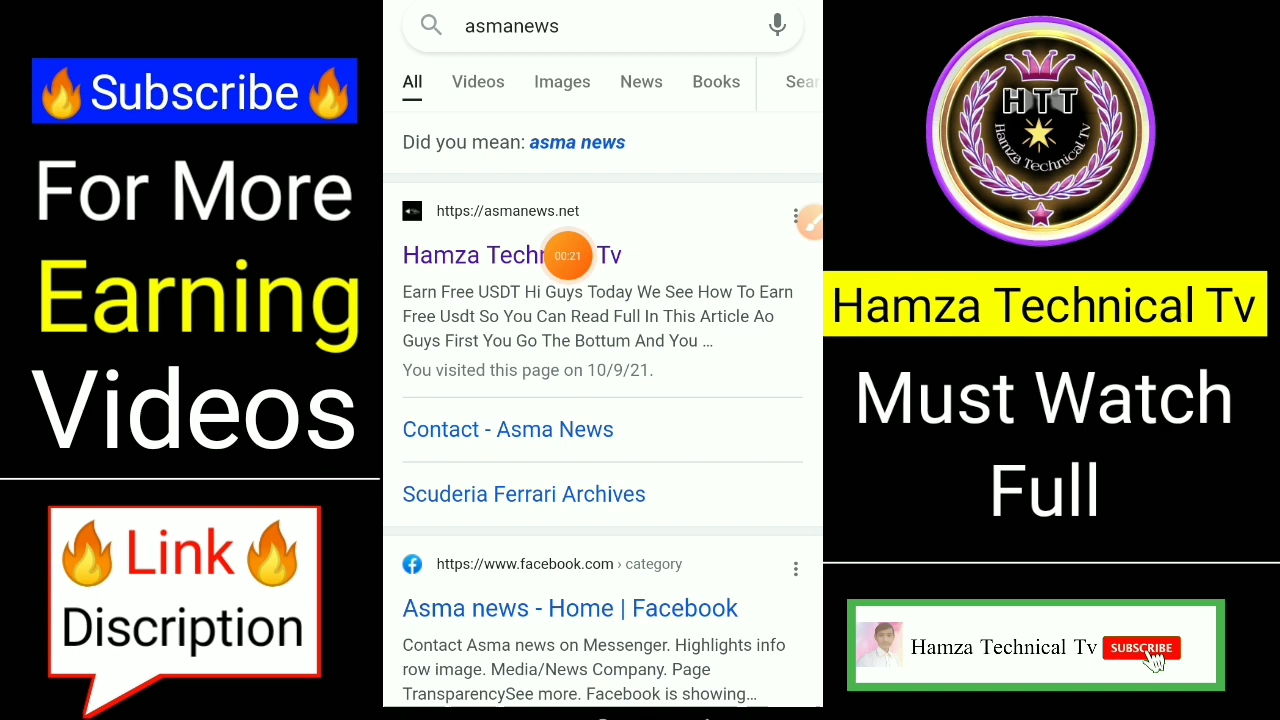 Subscribe
For More
Earning
Videos
Link
Discription
asmanews
All Videos Images News Books Sear
Did you mean: asma news
https://asmanews.net
Hamza Techn Tv
00:21
Earn Free USDT Hi Guys Today We See How To Earn
Free Usdt So You Can Read Full In This Article Ao
Guys First You Go The Bottum And You ...
You visited this page on 10/9/21.
Contact - Asma News
Scuderia Ferrari Archives
https://www.facebook.com › category
Asma news - Home | Facebook
Contact Asma news on Messenger. Highlights info
row image. Media/News Company. Page
TransparencySee more. Facebook is showing...
HTT
Hamza Technical Tv
Hamza Technical Tv
Must Watch
Full
Hamza Technical Tv SUBSCRIBE